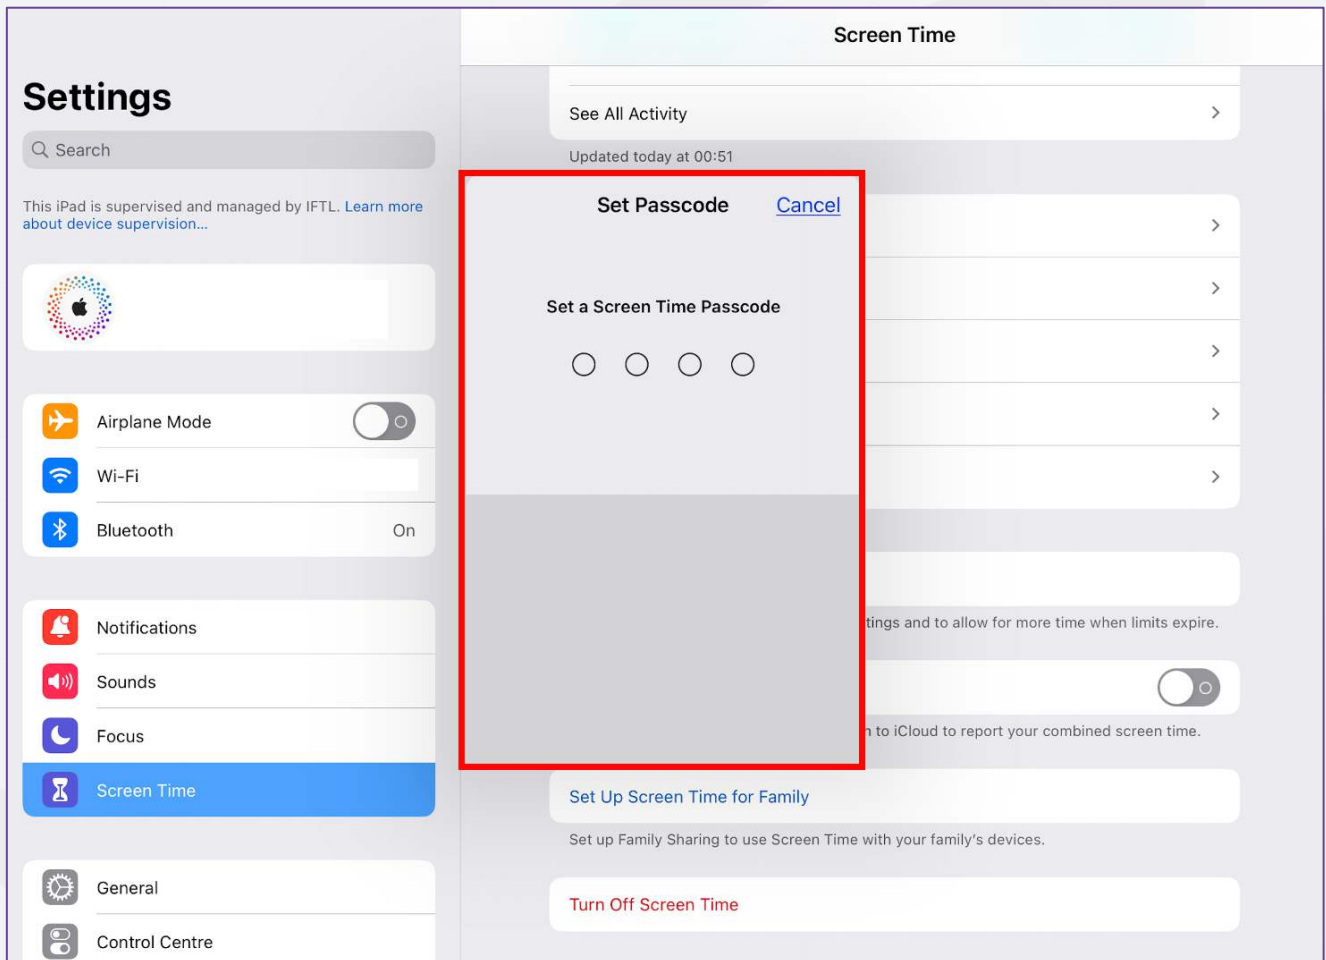 Screen Time
Settings
Search
This iPad is supervised and managed by IFTL. Learn more
about device supervision...
Airplane Mode
Wi-Fi
Bluetooth On
Notifications
Sounds
Focus
Screen Time
General
Control Centre
See All Activity
Updated today at 00:51
Set Passcode Cancel
Set a Screen Time Passcode
tings and to allow for more time when limits expire.
to iCloud to report your combined screen time.
Set Up Screen Time for Family
Set up Family Sharing to use Screen Time with your family's devices.
Turn Off Screen Time